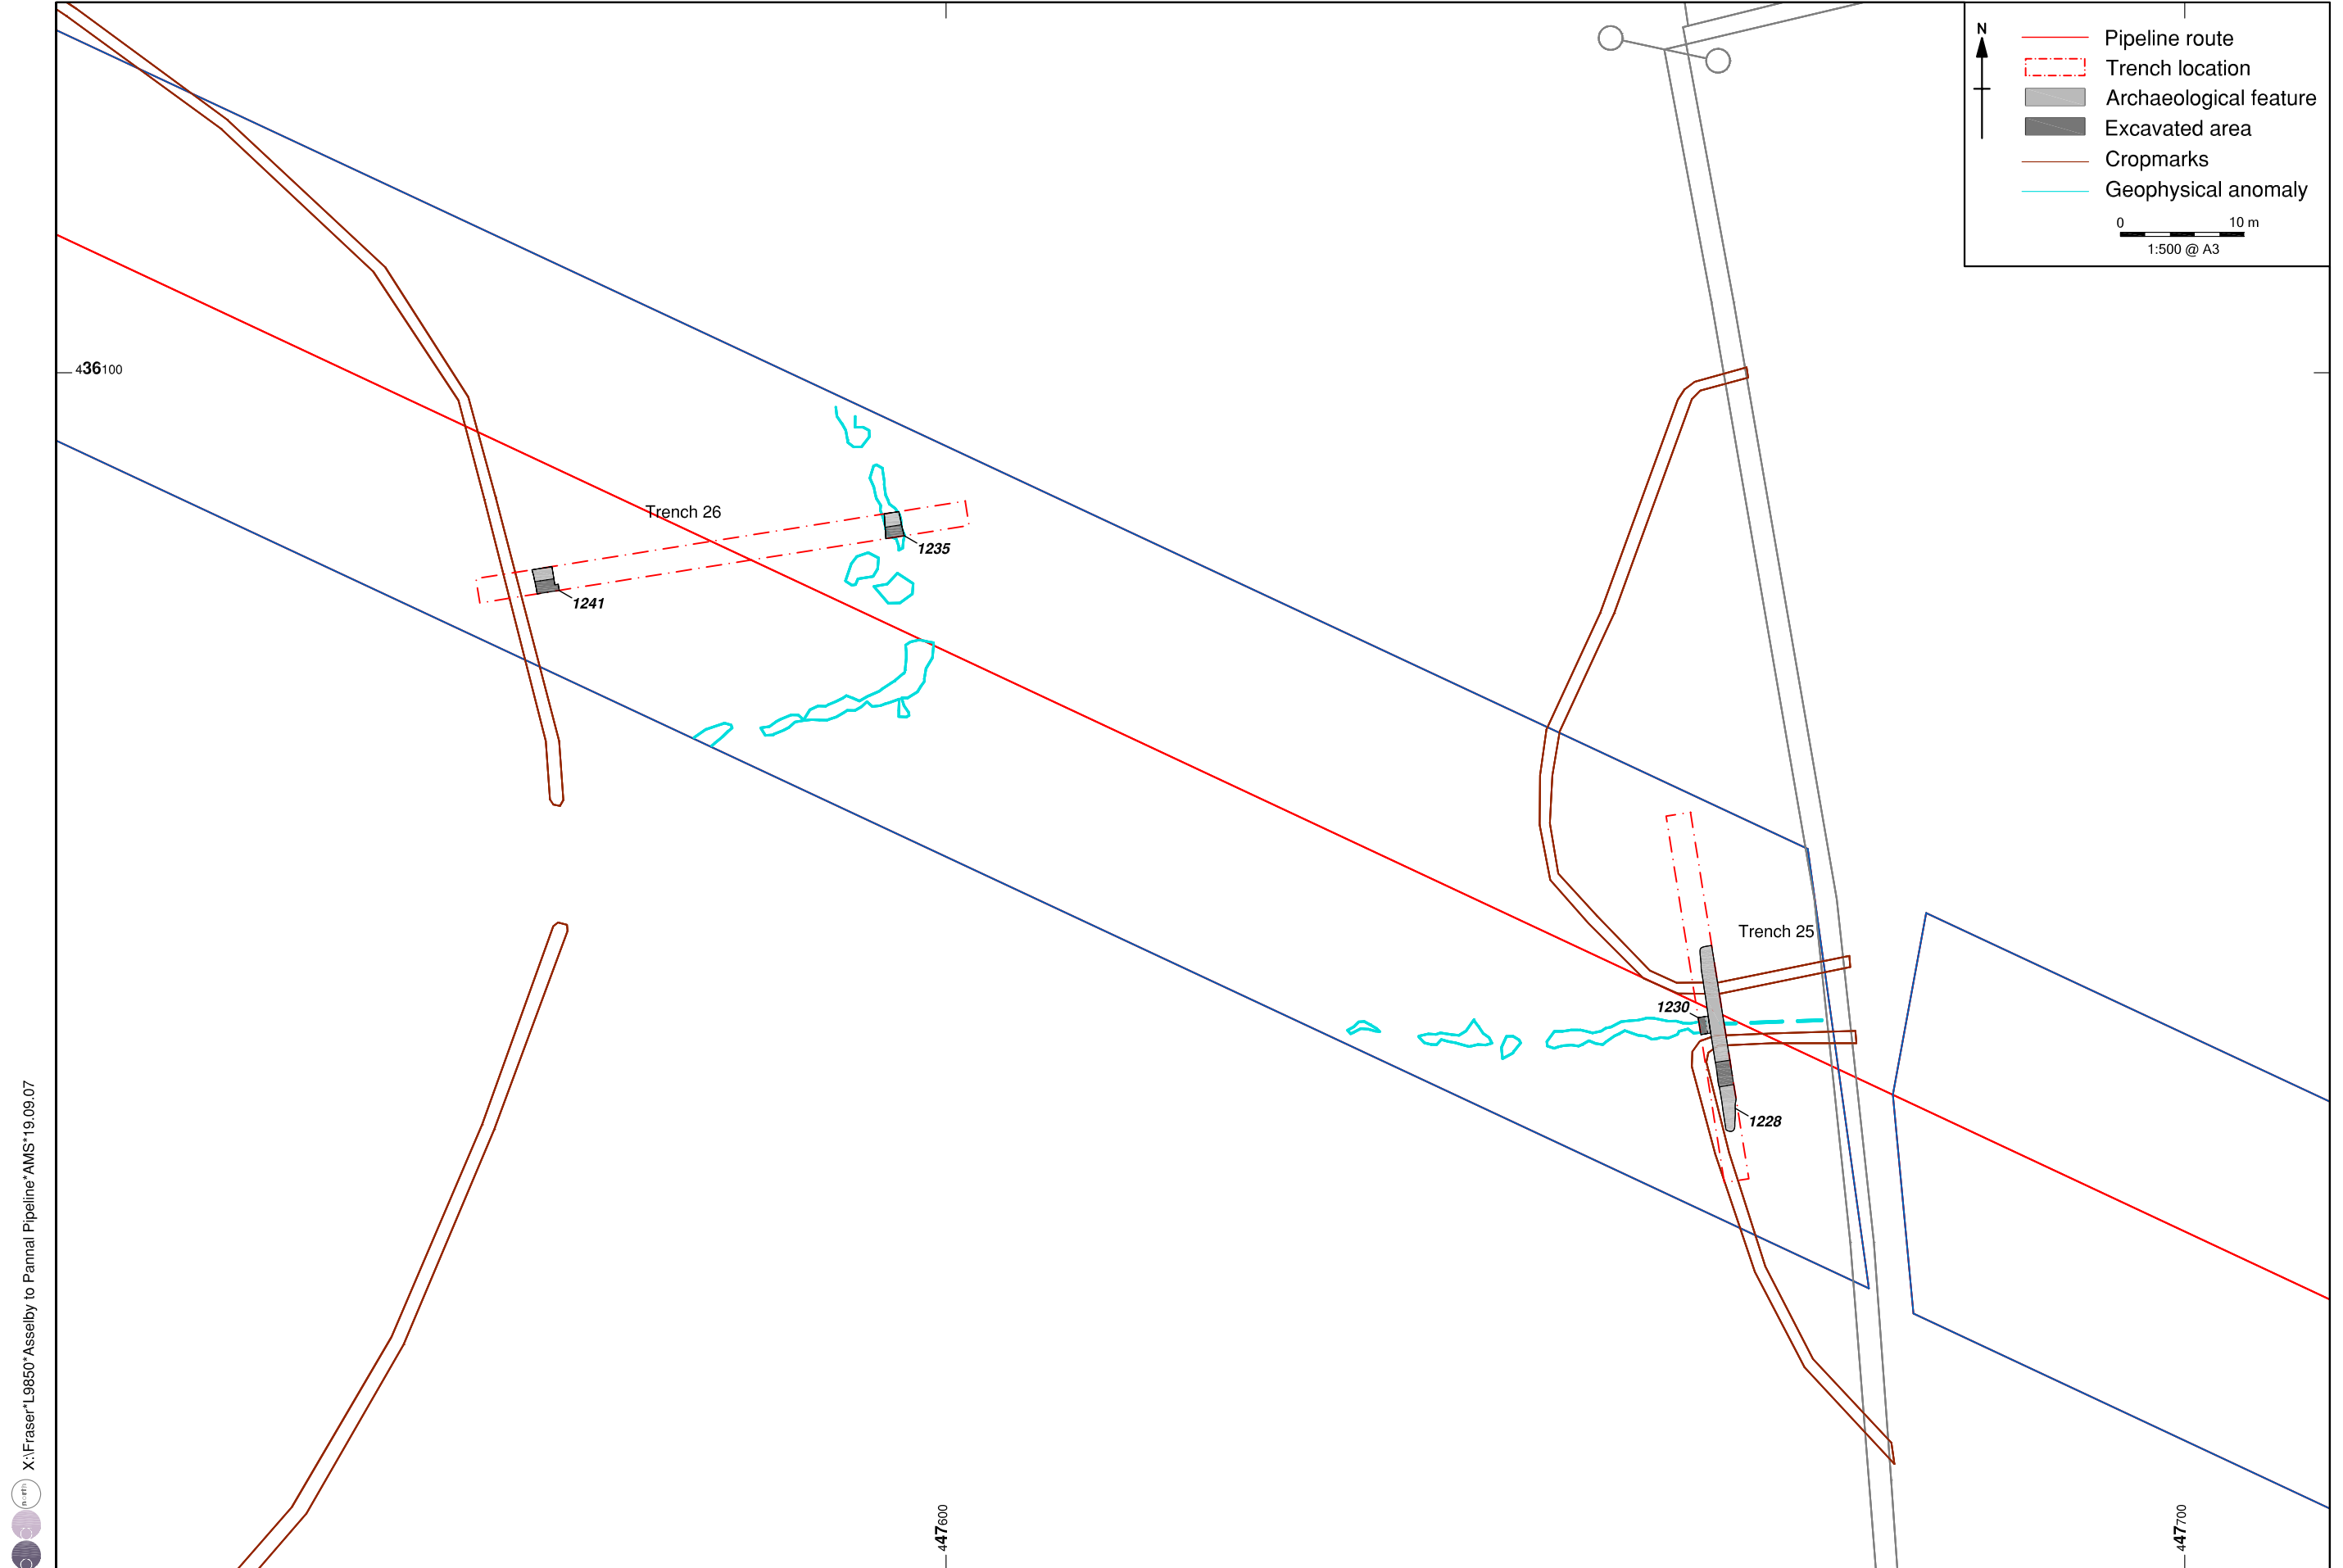 N
Pipeline route
Trench location
Archaeological feature
Excavated area
Cropmarks
Geophysical anomaly
0 10 m
1:500 @ A3
436100
Trench 26
1235
1241
Trench 25
1230
1228
447600
447700
X:\Fraser*L9850*Asselby to Pannal Pipeline*AMS*19.09.07
north